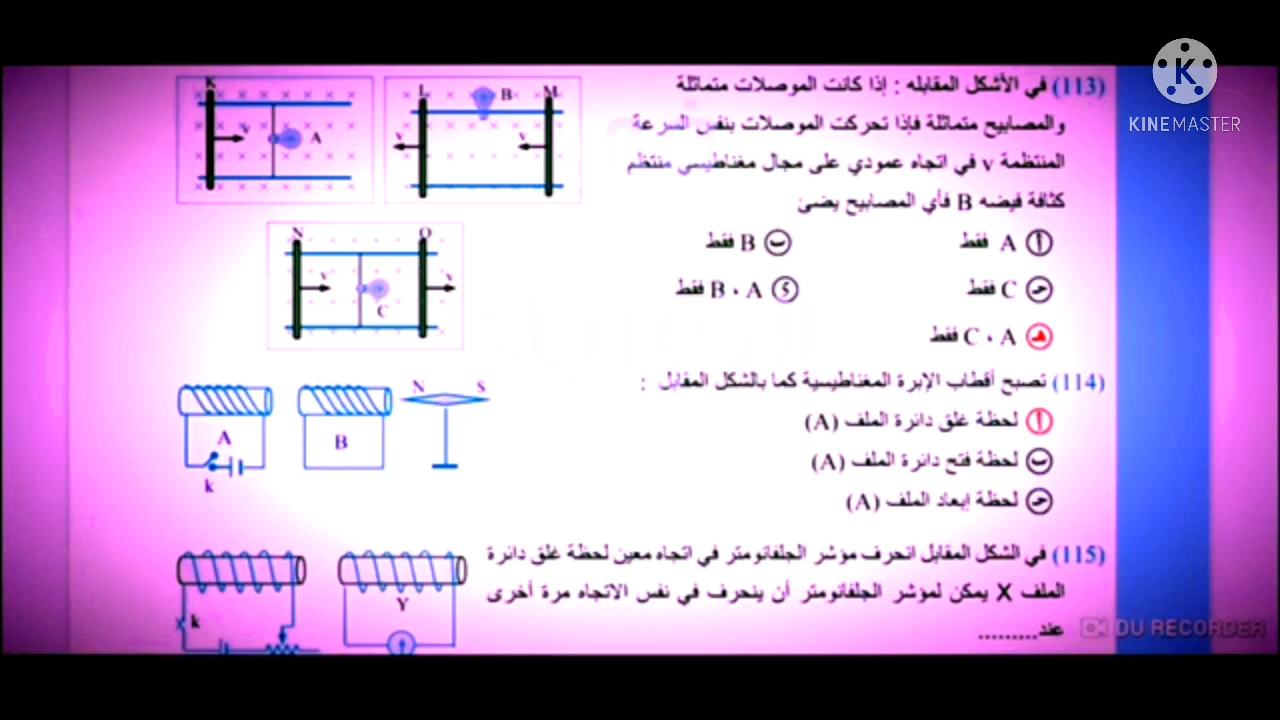 (113) في الأشكل المقابله : إذا كانت الموصلات متماثلة
والمصابيح متماثلة فإذا تحركت الموصلات بنفس السرعة
المنتظمة v في اتجاه عمودي على مجال مغناطيسي منتظم
كثافة فيضه B فأي المصابيح يضئ
أ A فقط
ب B فقط
ج C فقط
د B ، A فقط
هـ C ، A فقط
K
v
A
L
B
M
v
v
N
O
v
v
C
(114) تصبح أقطاب الإبرة المغناطيسية كما بالشكل المقابل :
أ لحظة غلق دائرة الملف (A)
ب لحظة فتح دائرة الملف (A)
ج لحظة إبعاد الملف (A)
A
k
B
N S
(115) في الشكل المقابل انحرف مؤشر الجلفانومتر في اتجاه معين لحظة غلق دائرة
الملف X يمكن لمؤشر الجلفانومتر أن ينحرف في نفس الاتجاه مرة أخرى
عند.........
k
Y
K
KINEMASTER
DU RECORDER